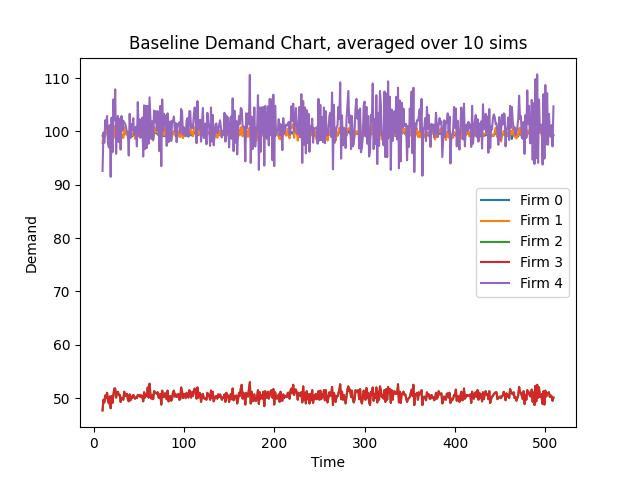 Baseline Demand Chart, averaged over 10 sims
110
100
90
80
70
60
50
Demand
Firm 0
Firm 1
Firm 2
Firm 3
Firm 4
0
100
200
300
400
500
Time